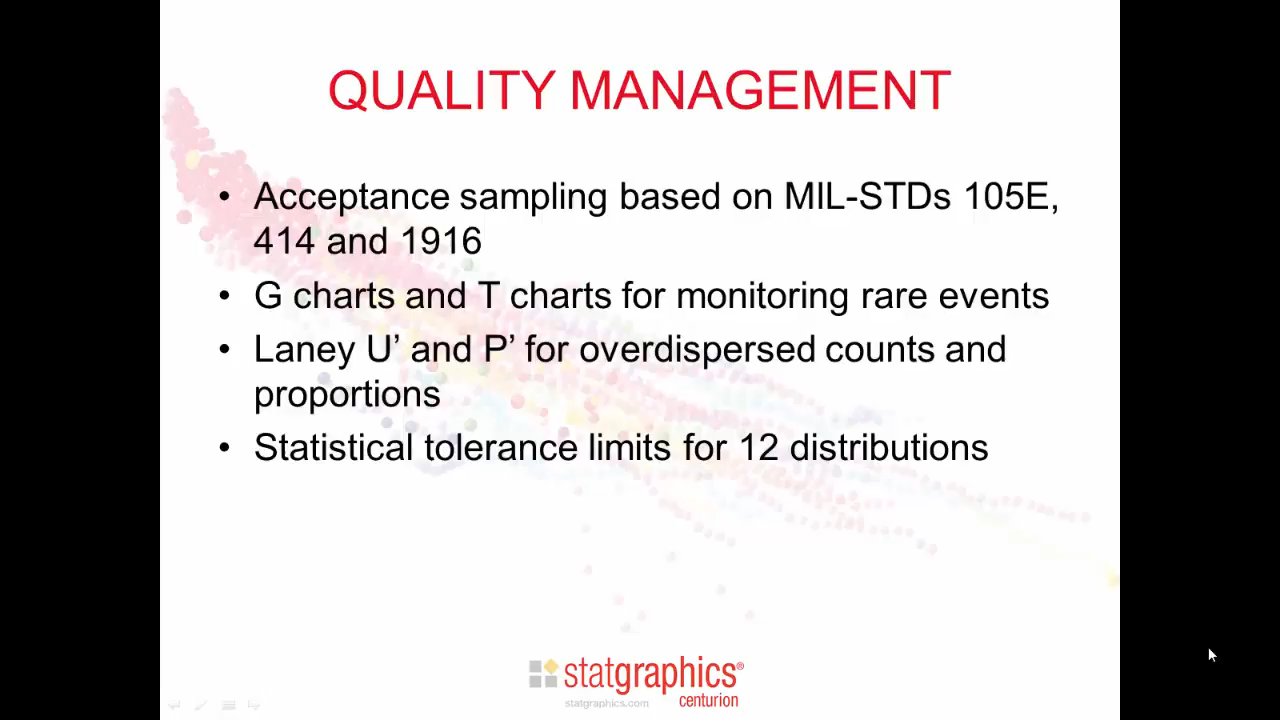 QUALITY MANAGEMENT
• Acceptance sampling based on MIL-STDs 105E,
414 and 1916
• G charts and T charts for monitoring rare events
• Laney U’ and P’ for overdispersed counts and
proportions
• Statistical tolerance limits for 12 distributions
statgraphics®
statgraphics.com centurion